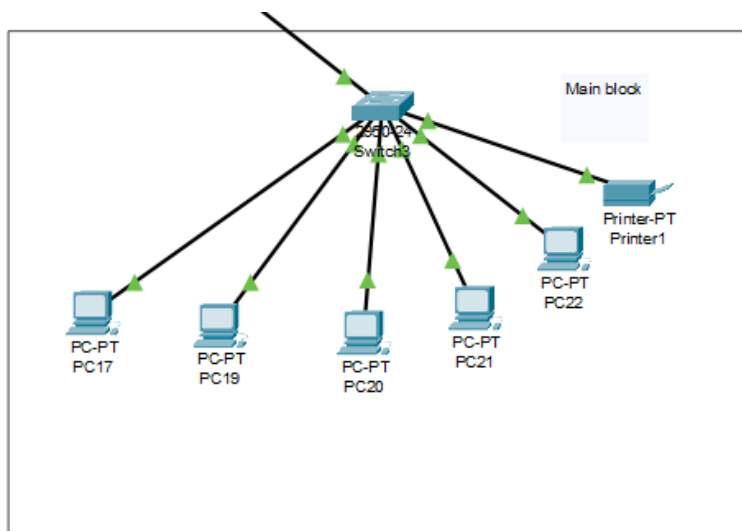 Main block
2950-24
Switch3
Printer-PT
Printer1
PC-PT
PC22
PC-PT
PC21
PC-PT
PC17
PC-PT
PC19
PC-PT
PC20